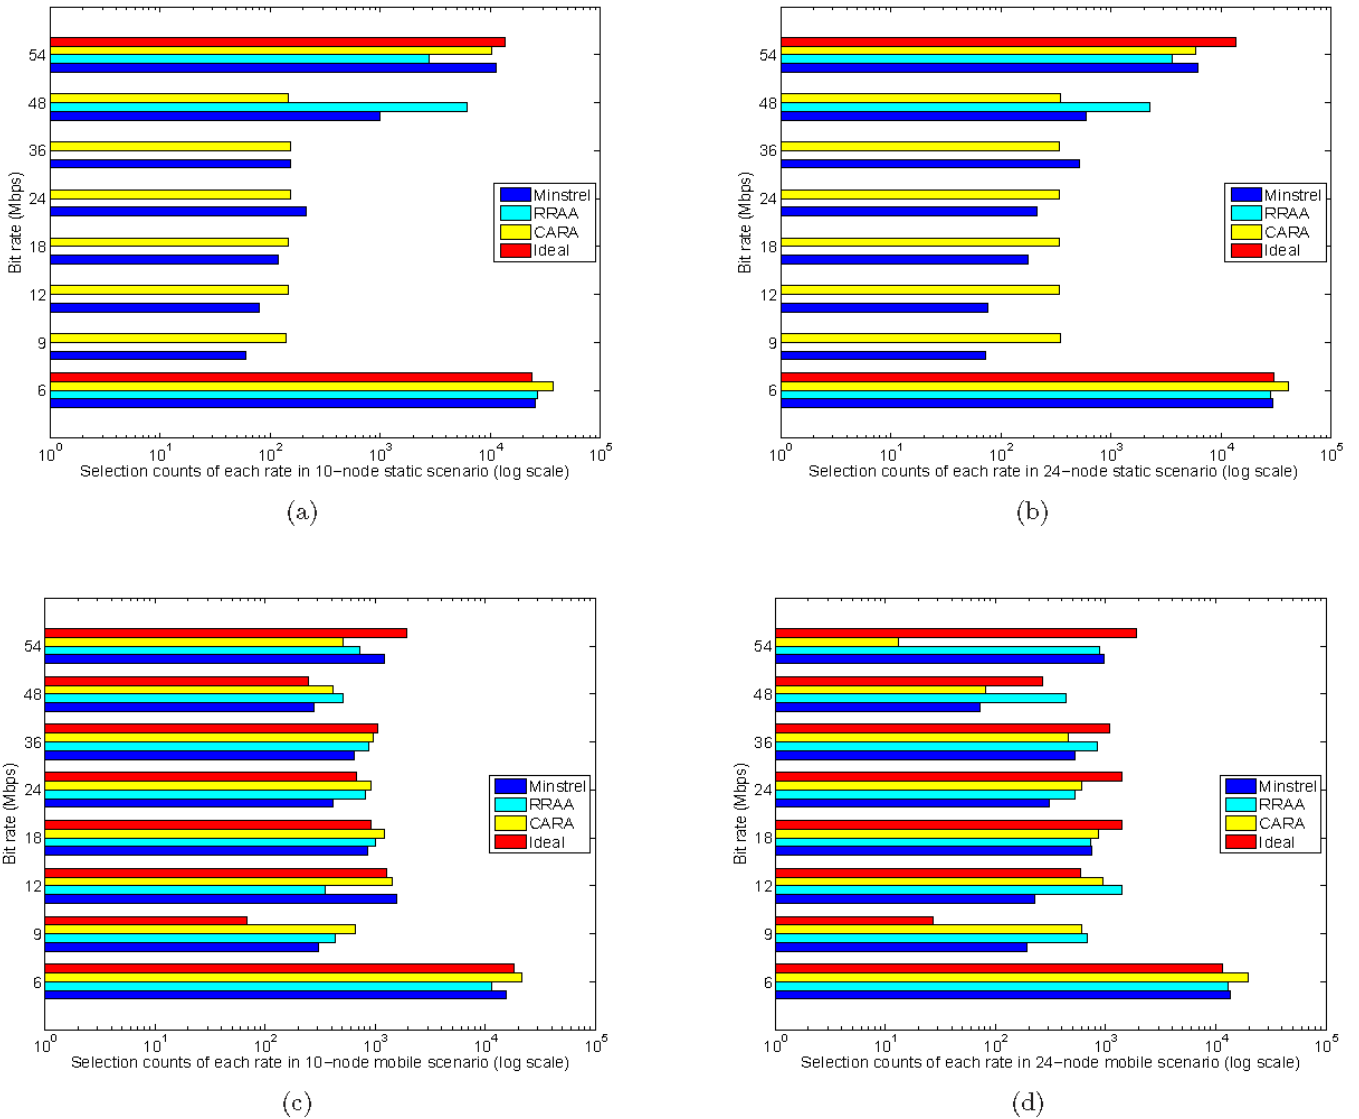 54
48
36
24
18
12
9
6
Bit rate (Mbps)
10^0 10^1 10^2 10^3 10^4 10^5
Selection counts of each rate in 10−node static scenario (log scale)
Minstrel
RRAA
CARA
Ideal
(a)
54
48
36
24
18
12
9
6
Bit rate (Mbps)
10^0 10^1 10^2 10^3 10^4 10^5
Selection counts of each rate in 24−node static scenario (log scale)
Minstrel
RRAA
CARA
Ideal
(b)
54
48
36
24
18
12
9
6
Bit rate (Mbps)
10^0 10^1 10^2 10^3 10^4 10^5
Selection counts of each rate in 10−node mobile scenario (log scale)
Minstrel
RRAA
CARA
Ideal
(c)
54
48
36
24
18
12
9
6
Bit rate (Mbps)
10^0 10^1 10^2 10^3 10^4 10^5
Selection counts of each rate in 24−node mobile scenario (log scale)
Minstrel
RRAA
CARA
Ideal
(d)